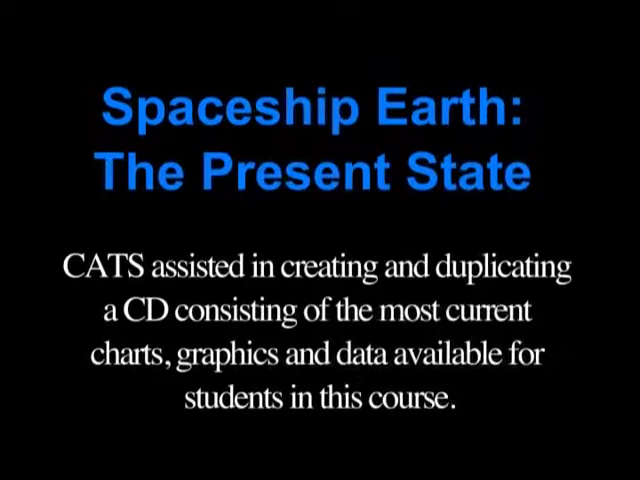 Spaceship Earth:
The Present State
CATS assisted in creating and duplicating
a CD consisting of the most current
charts, graphics and data available for
students in this course.